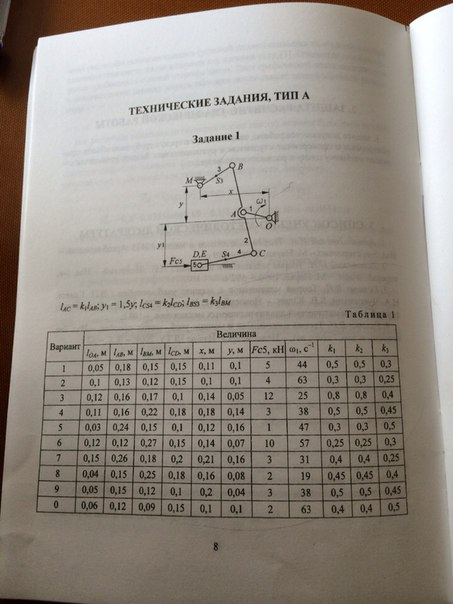 ТЕХНИЧЕСКИЕ ЗАДАНИЯ, ТИП А
Задание 1
M
3
S3
B
x
y
A
1
ω1
O
y1
2
Fc5
D,E
5
S4
4
C
lAC = k1lAB; y1 = 1,5y; lCS4 = k2lCD; lBS3 = k3lBM
Таблица 1
Вариант Величина
lOA, м lAB, м lBM, м lCD, м x, м y, м Fc5, кН ω1, с⁻¹ k1 k2 k3
1 0,05 0,18 0,15 0,15 0,11 0,1 5 44 0,5 0,5 0,3
2 0,1 0,13 0,12 0,15 0,1 0,1 4 63 0,3 0,3 0,25
3 0,12 0,16 0,17 0,1 0,14 0,05 12 25 0,8 0,8 0,4
4 0,11 0,16 0,22 0,18 0,18 0,14 3 38 0,5 0,5 0,45
5 0,03 0,24 0,15 0,1 0,12 0,16 1 47 0,3 0,3 0,5
6 0,12 0,12 0,27 0,15 0,14 0,07 10 57 0,25 0,25 0,3
7 0,15 0,26 0,18 0,2 0,21 0,16 3 31 0,4 0,4 0,25
8 0,04 0,15 0,25 0,18 0,16 0,08 2 19 0,45 0,45 0,4
9 0,05 0,15 0,12 0,1 0,2 0,04 3 38 0,5 0,5 0,45
0 0,06 0,12 0,09 0,15 0,1 0,1 2 63 0,4 0,4 0,5
8